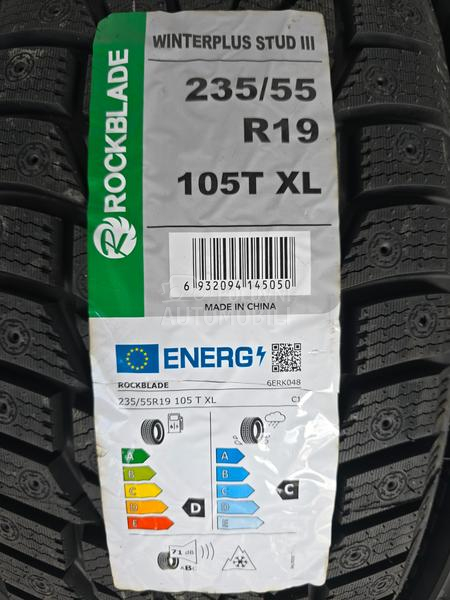 ROCKBLADE
WINTERPLUS STUD III
235/55
R19
105T XL
6 932094 145050
MADE IN CHINA
ENERG
ROCKBLADE 6ERK048
235/55R19 105 T XL C1
A
B
C
D
E
D
A
B
C
D
E
C
71 dB